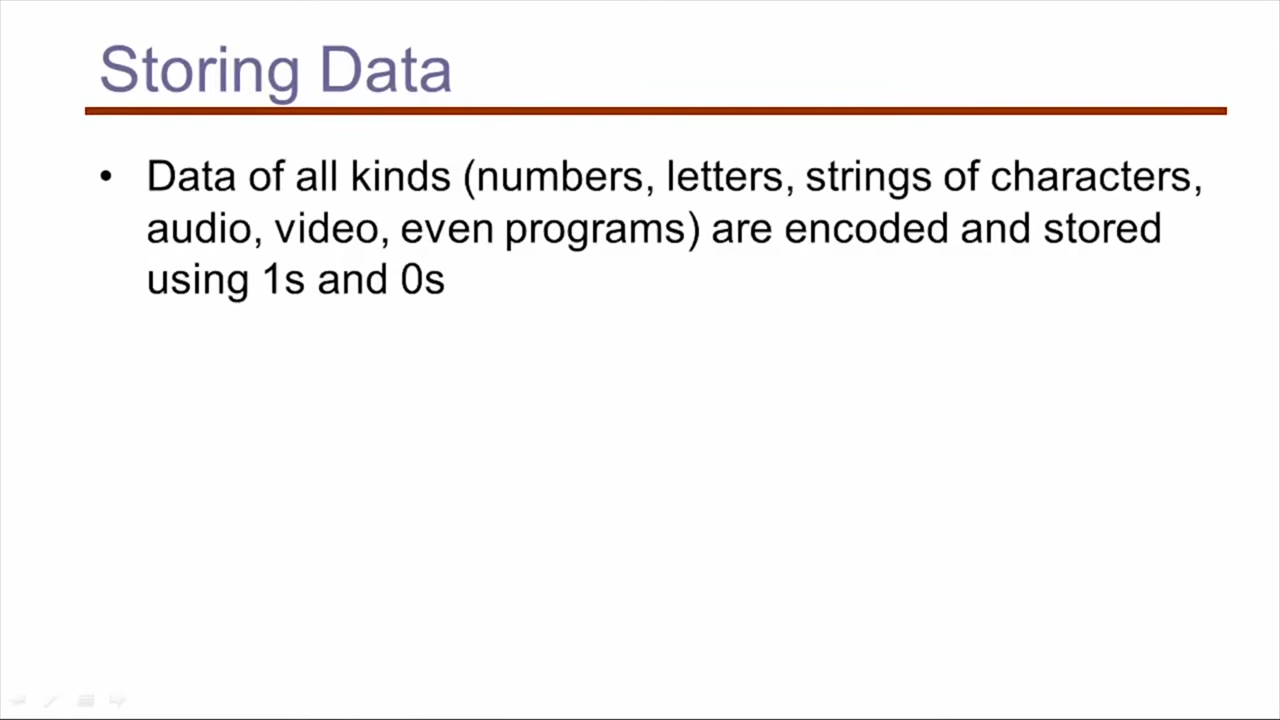 Storing Data
• Data of all kinds (numbers, letters, strings of characters,
audio, video, even programs) are encoded and stored
using 1s and 0s